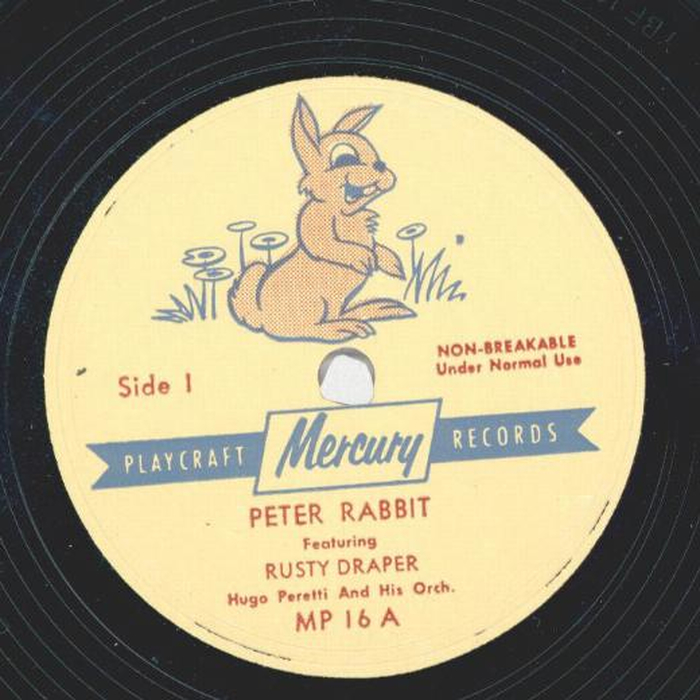 NON-BREAKABLE
Under Normal Use
Side 1
PLAYCRAFT Mercury RECORDS
PETER RABBIT
Featuring
RUSTY DRAPER
Hugo Peretti And His Orch.
MP 16 A